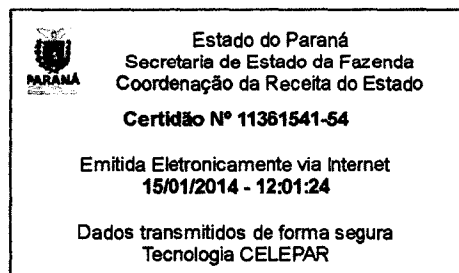 Estado do Paraná
Secretaria de Estado da Fazenda
Coordenação da Receita do Estado
PARANÁ
Certidão Nº 11361541-54
Emitida Eletronicamente via Internet
15/01/2014 - 12:01:24
Dados transmitidos de forma segura
Tecnologia CELEPAR